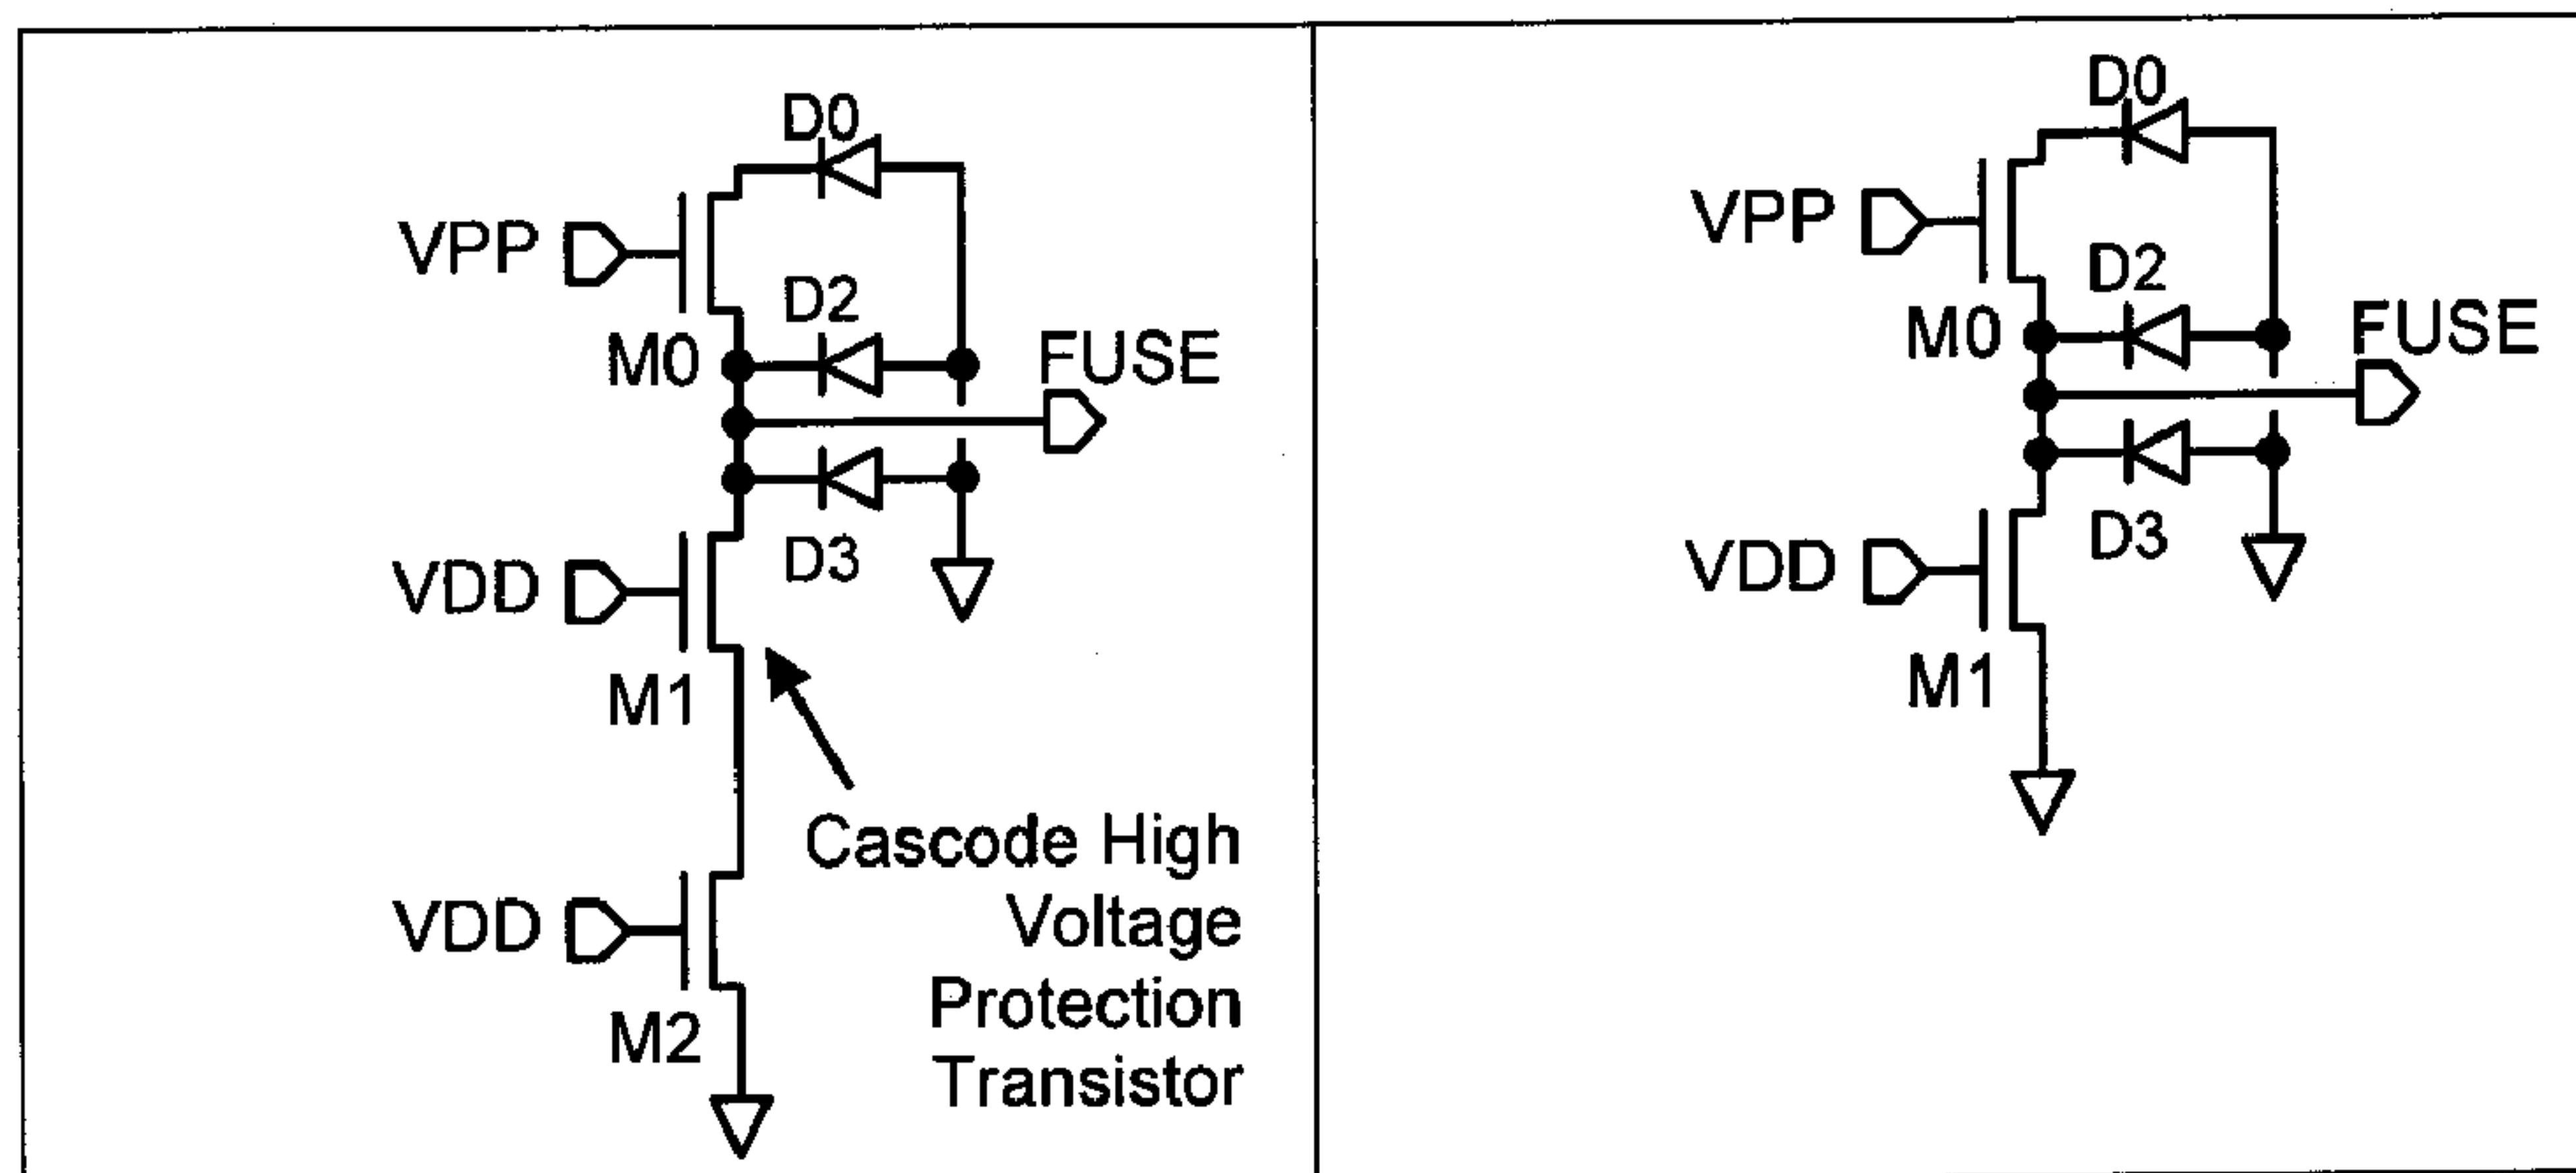 D0
VPP
D2
M0
FUSE
VDD
D3
M1
Cascode High
Voltage
Protection
Transistor
VDD
M2
D0
VPP
D2
M0
FUSE
VDD
D3
M1